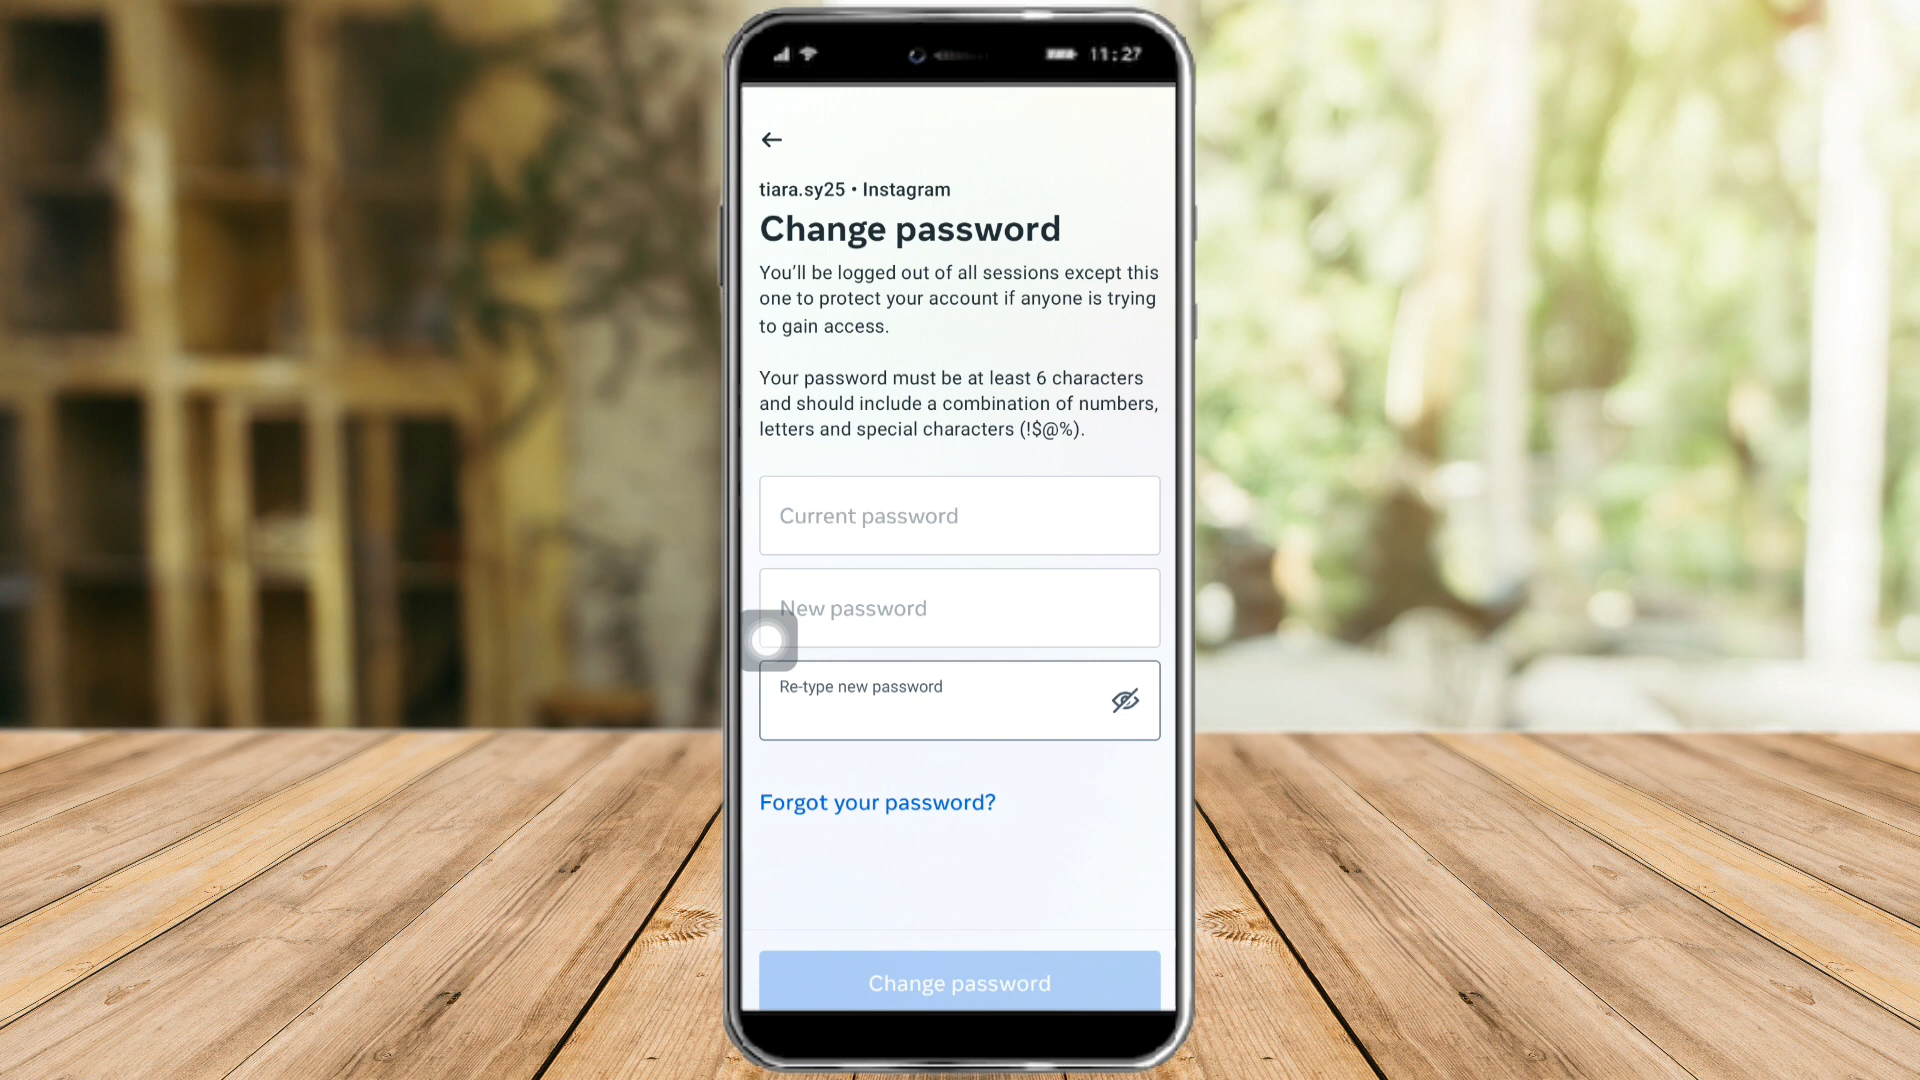 11:27
tiara.sy25 • Instagram
Change password
You’ll be logged out of all sessions except this
one to protect your account if anyone is trying
to gain access.
Your password must be at least 6 characters
and should include a combination of numbers,
letters and special characters (!$@%).
Current password
New password
Re-type new password
Forgot your password?
Change password